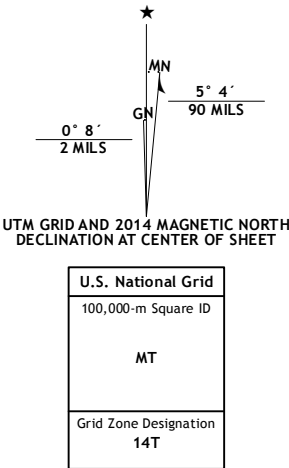 MN
5° 4´
90 MILS
GN
0° 8´
2 MILS
UTM GRID AND 2014 MAGNETIC NORTH
DECLINATION AT CENTER OF SHEET
U.S. National Grid
100,000-m Square ID
MT
Grid Zone Designation
14T